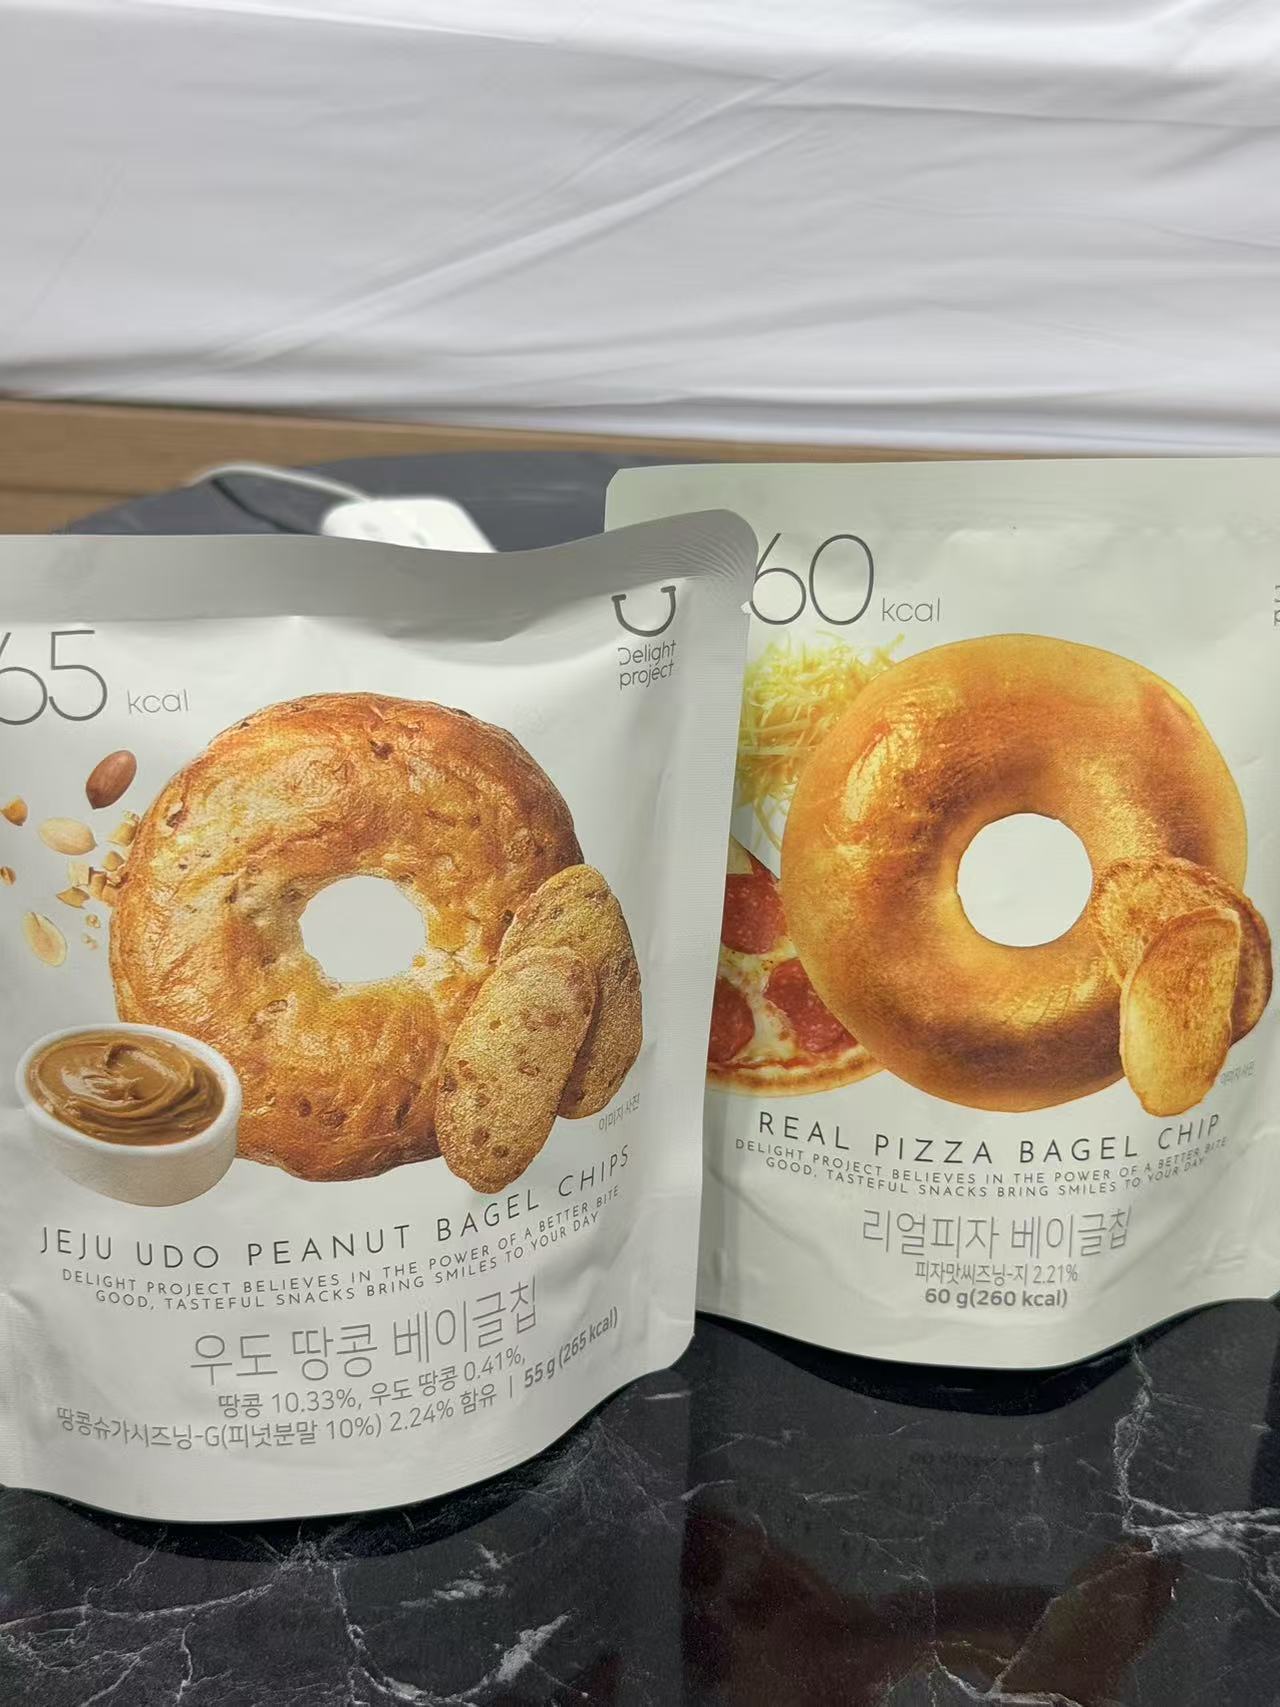 65 kcal
Delight
project
이미지 사진
JEJU UDO PEANUT BAGEL CHIPS
DELIGHT PROJECT BELIEVES IN THE POWER OF A BETTER BITE
GOOD, TASTEFUL SNACKS BRING SMILES TO YOUR DAY
우도 땅콩 베이글칩
땅콩 10.33%, 우도 땅콩 0.41%,
땅콩슈가시즈닝-G(피넛분말 10%) 2.24% 함유 | 55 g (265 kcal)
60 kcal
이미지 사진
REAL PIZZA BAGEL CHIP
DELIGHT PROJECT BELIEVES IN THE POWER OF A BETTER BITE
GOOD, TASTEFUL SNACKS BRING SMILES TO YOUR DAY
리얼피자 베이글칩
피자맛씨즈닝-지 2.21%
60 g(260 kcal)